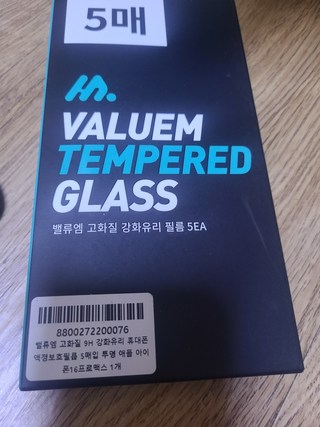 5매
VALUEM
TEMPERED
GLASS
밸류엠 고화질 강화유리 필름 5EA
8800272200076
밸류엠 고화질 9H 강화유리 휴대폰
액정보호필름 5매입 투명 애플 아이
폰16프로맥스 1개